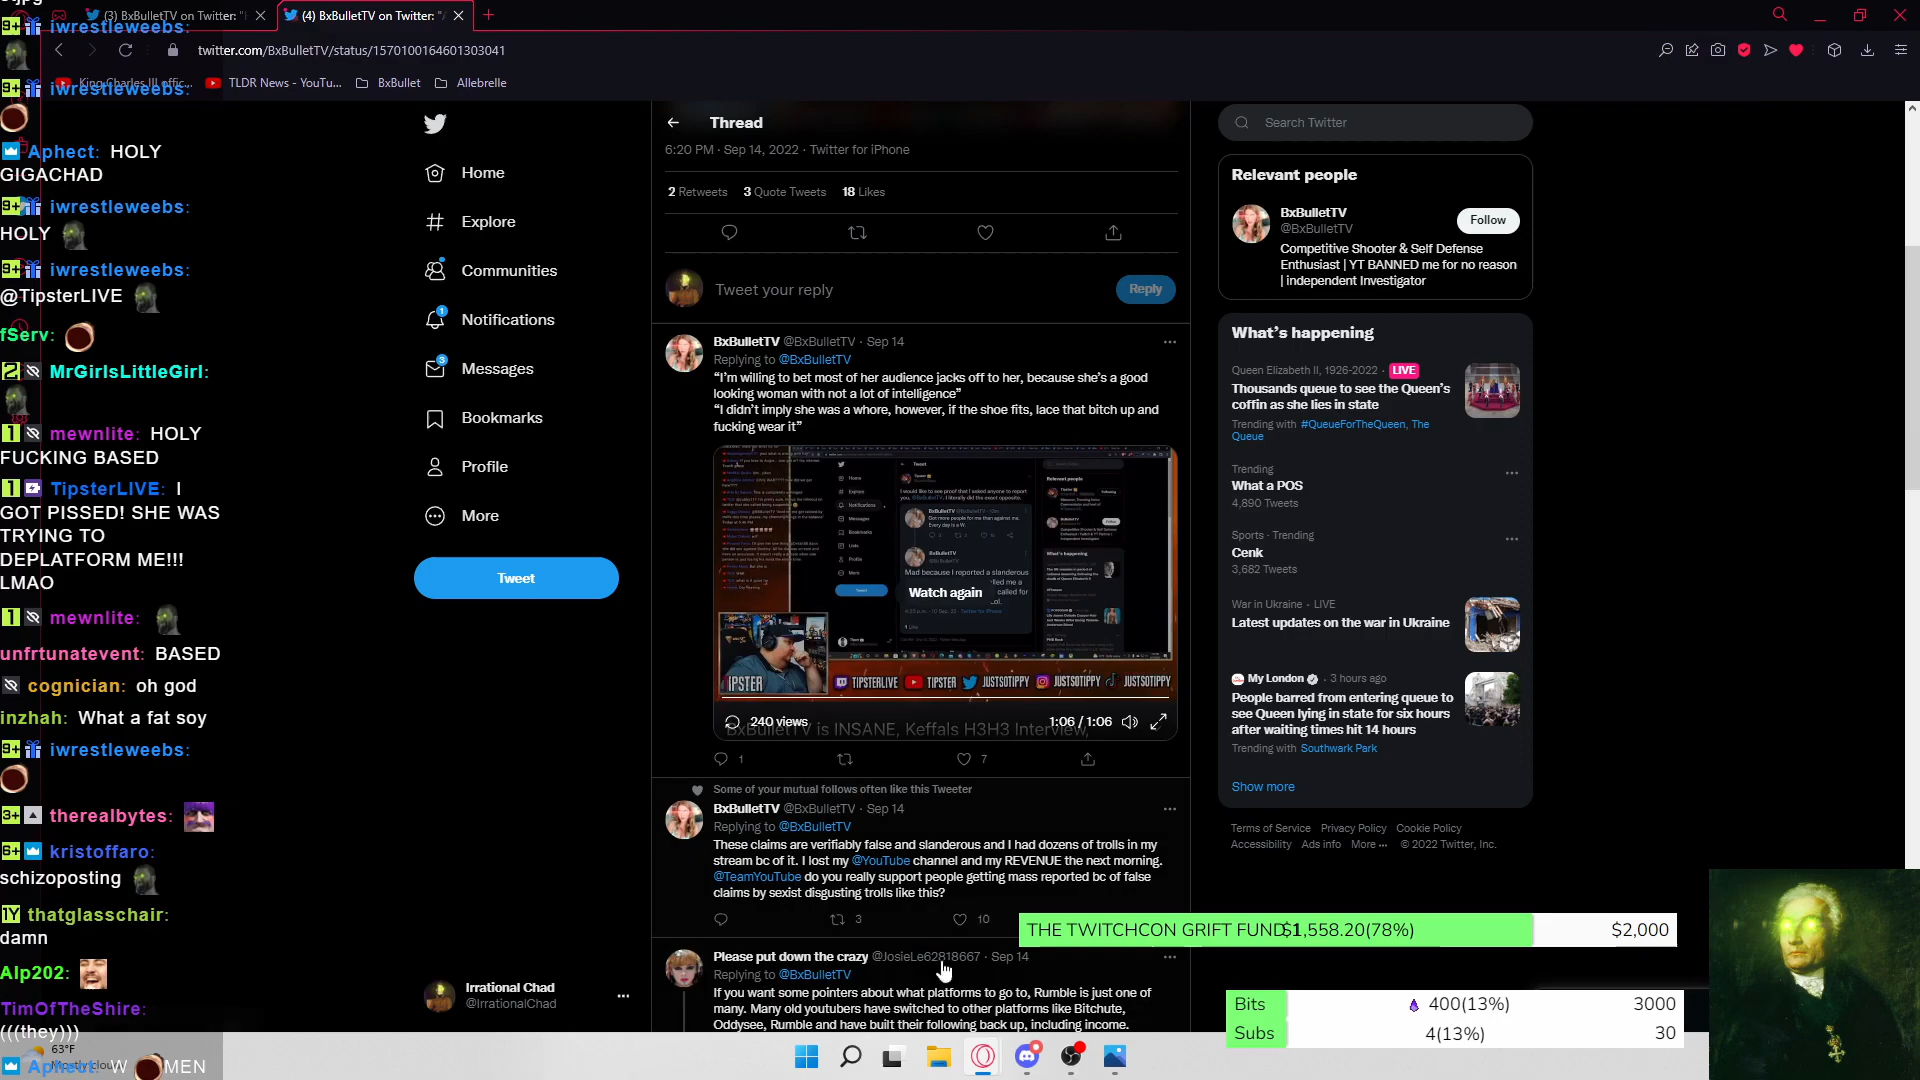 (3) BxBulletTV on Twitter: "
(4) BxBulletTV on Twitter: "
twitter.com/BxBulletTV/status/1570100164601303041
King Charles III offic...
TLDR News - YouTu...
BxBullet
Allebrelle
iwrestleweebs:
iwrestleweebs:
Aphect: HOLY
GIGACHAD
iwrestleweebs:
HOLY
iwrestleweebs:
@TipsterLIVE
fServ:
MrGirlsLittleGirl:
mewnlite: HOLY
FUCKING BASED
TipsterLIVE: I
GOT PISSED! SHE WAS
TRYING TO
DEPLATFORM ME!!!
LMAO
mewnlite:
unfrtunatevent: BASED
cognician: oh god
inzhah: What a fat soy
iwrestleweebs:
therealbytes:
kristoffaro:
schizoposting
thatglasschair:
damn
Alp202:
TimOfTheShire:
(((they)))
Aphect: W MEN
63°F
Mostly cloudy
Home
Explore
Communities
Notifications
1
Messages
3
Bookmarks
Profile
More
Tweet
Irrational Chad
@IrrationalChad
Thread
6:20 PM · Sep 14, 2022 · Twitter for iPhone
2 Retweets 3 Quote Tweets 18 Likes
Tweet your reply
Reply
BxBulletTV @BxBulletTV · Sep 14
Replying to @BxBulletTV
“I'm willing to bet most of her audience jacks off to her, because she's a good
looking woman with not a lot of intelligence”
“I didn't imply she was a whore, however, if the shoe fits, lace that bitch up and
fucking wear it”
Watch again
IPSTER
TIPSTERLIVE
TIPSTER
JUSTSOTIPPY
JUSTSOTIPPY
JUSTSOTIPPY
240 views
1:06 / 1:06
BxBulletTV is INSANE, Keffals H3H3 Interview,
1
7
Some of your mutual follows often like this Tweeter
BxBulletTV @BxBulletTV · Sep 14
Replying to @BxBulletTV
These claims are verifiably false and slanderous and I had dozens of trolls in my
stream bc of it. I lost my @YouTube channel and my REVENUE the next morning.
@TeamYouTube do you really support people getting mass reported bc of false
claims by sexist disgusting trolls like this?
3
10
Please put down the crazy @JosieLe62818667 · Sep 14
Replying to @BxBulletTV
If you want some pointers about what platforms to go to, Rumble is just one of
many. Many old youtubers have switched to other platforms like Bitchute,
Oddysee, Rumble and have built their following back up, including income.
Search Twitter
Relevant people
BxBulletTV
@BxBulletTV
Follow
Competitive Shooter & Self Defense
Enthusiast | YT BANNED me for no reason
| independent Investigator
What's happening
Queen Elizabeth II, 1926-2022 · LIVE
Thousands queue to see the Queen's
coffin as she lies in state
Trending with #QueueForTheQueen, The
Queue
Trending
What a POS
4,890 Tweets
Sports · Trending
Cenk
3,682 Tweets
War in Ukraine · LIVE
Latest updates on the war in Ukraine
My London · 3 hours ago
People barred from entering queue to
see Queen lying in state for six hours
after waiting times hit 14 hours
Trending with Southwark Park
Show more
Terms of Service Privacy Policy Cookie Policy
Accessibility Ads info More ··· © 2022 Twitter, Inc.
THE TWITCHCON GRIFT FUND $1,558.20(78%) $2,000
Bits 400(13%) 3000
Subs 4(13%) 30